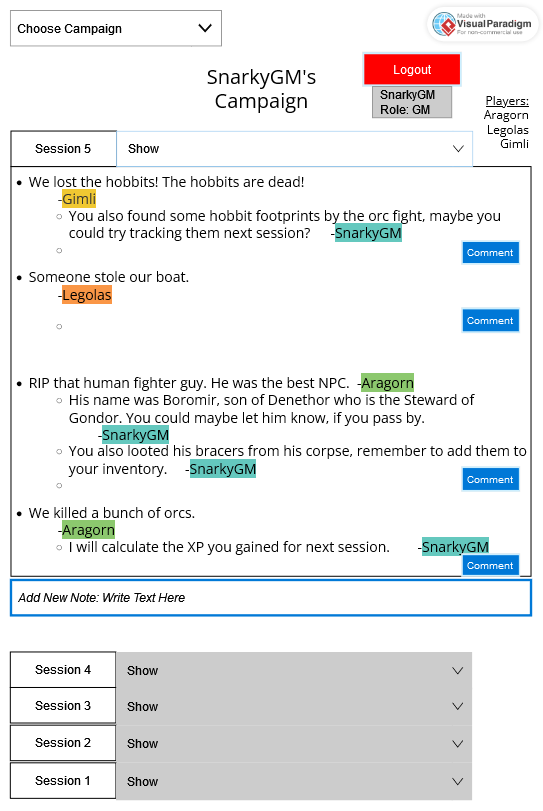 Choose Campaign
Made with
VisualParadigm
For non-commercial use
SnarkyGM's
Campaign
Logout
SnarkyGM
Role: GM
Players:
Aragorn
Legolas
Gimli
Session 5
Show
We lost the hobbits! The hobbits are dead!
-Gimli
You also found some hobbit footprints by the orc fight, maybe you
could try tracking them next session? -SnarkyGM
Comment
Someone stole our boat.
-Legolas
Comment
RIP that human fighter guy. He was the best NPC. -Aragorn
His name was Boromir, son of Denethor who is the Steward of
Gondor. You could maybe let him know, if you pass by.
-SnarkyGM
You also looted his bracers from his corpse, remember to add them to
your inventory. -SnarkyGM
Comment
We killed a bunch of orcs.
-Aragorn
I will calculate the XP you gained for next session. -SnarkyGM
Comment
Add New Note: Write Text Here
Session 4
Show
Session 3
Show
Session 2
Show
Session 1
Show